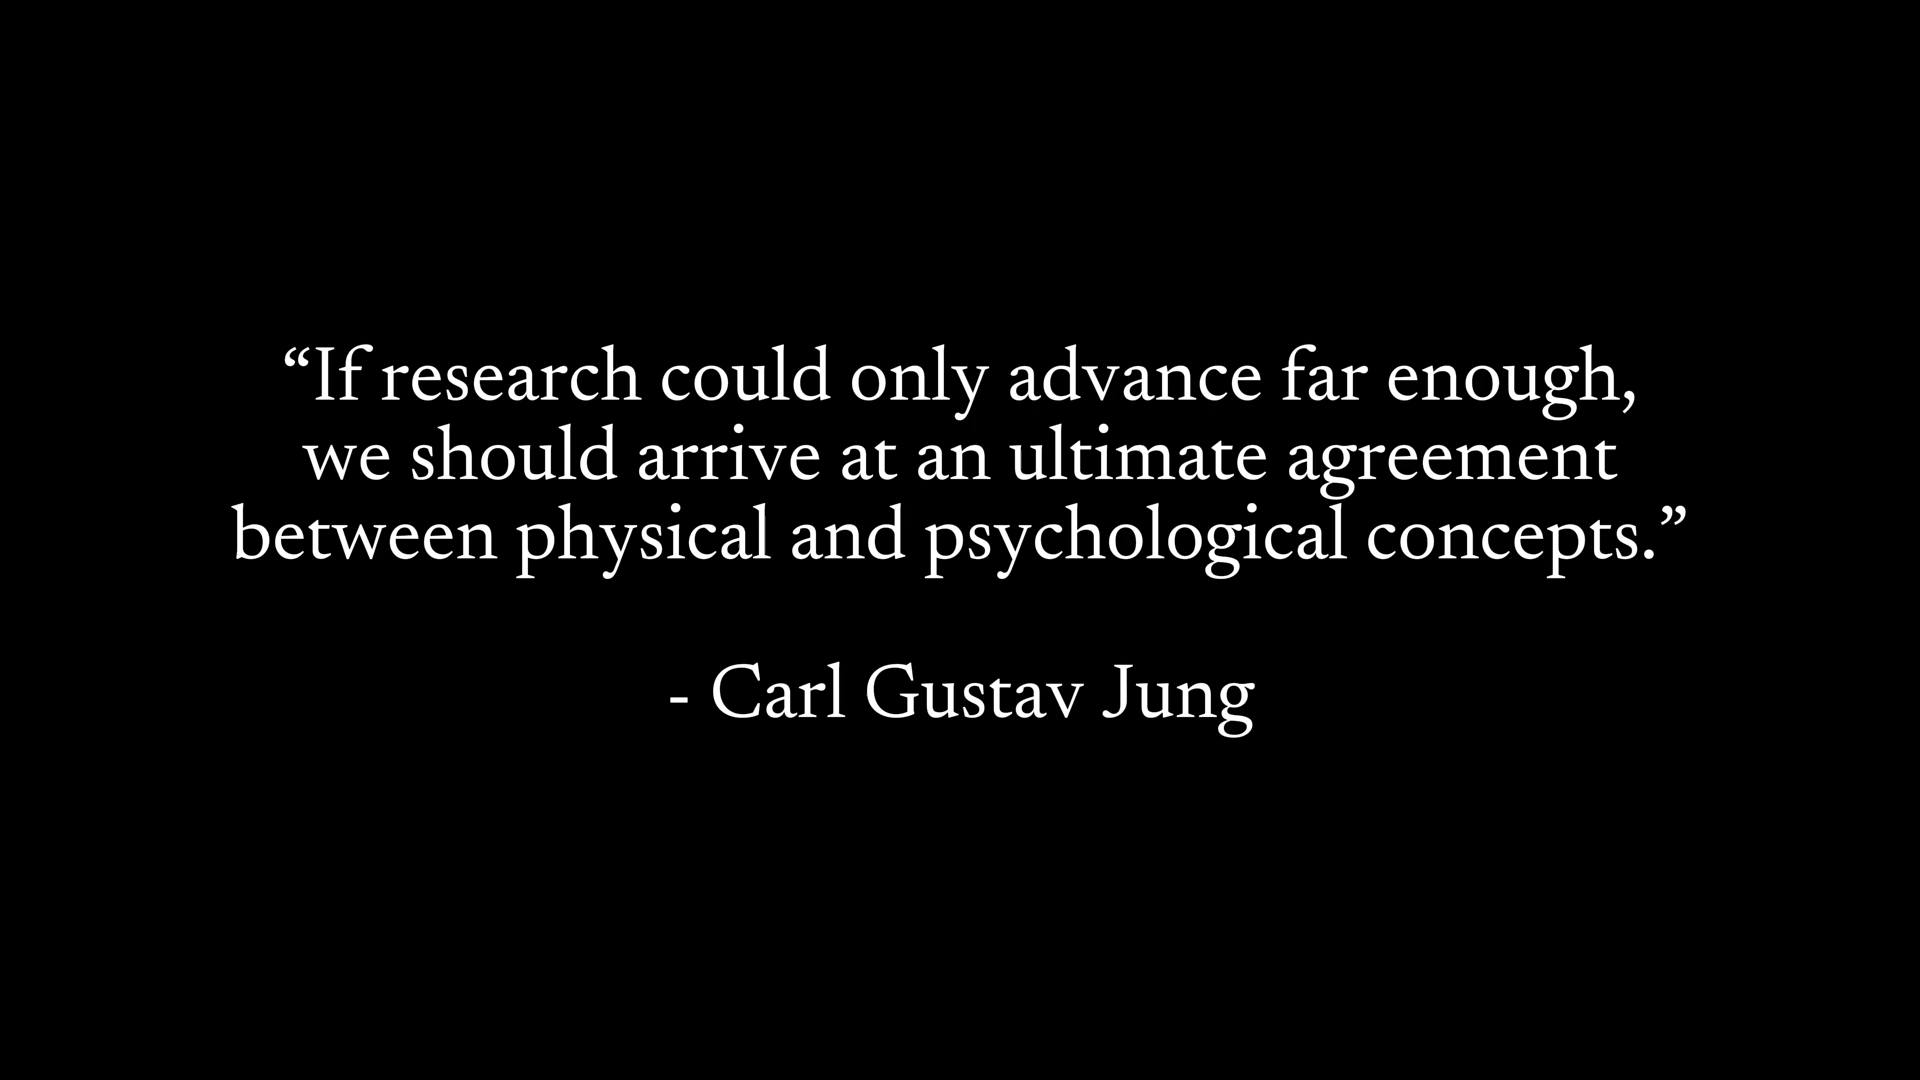 “If research could only advance far enough,
we should arrive at an ultimate agreement
between physical and psychological concepts.”
- Carl Gustav Jung